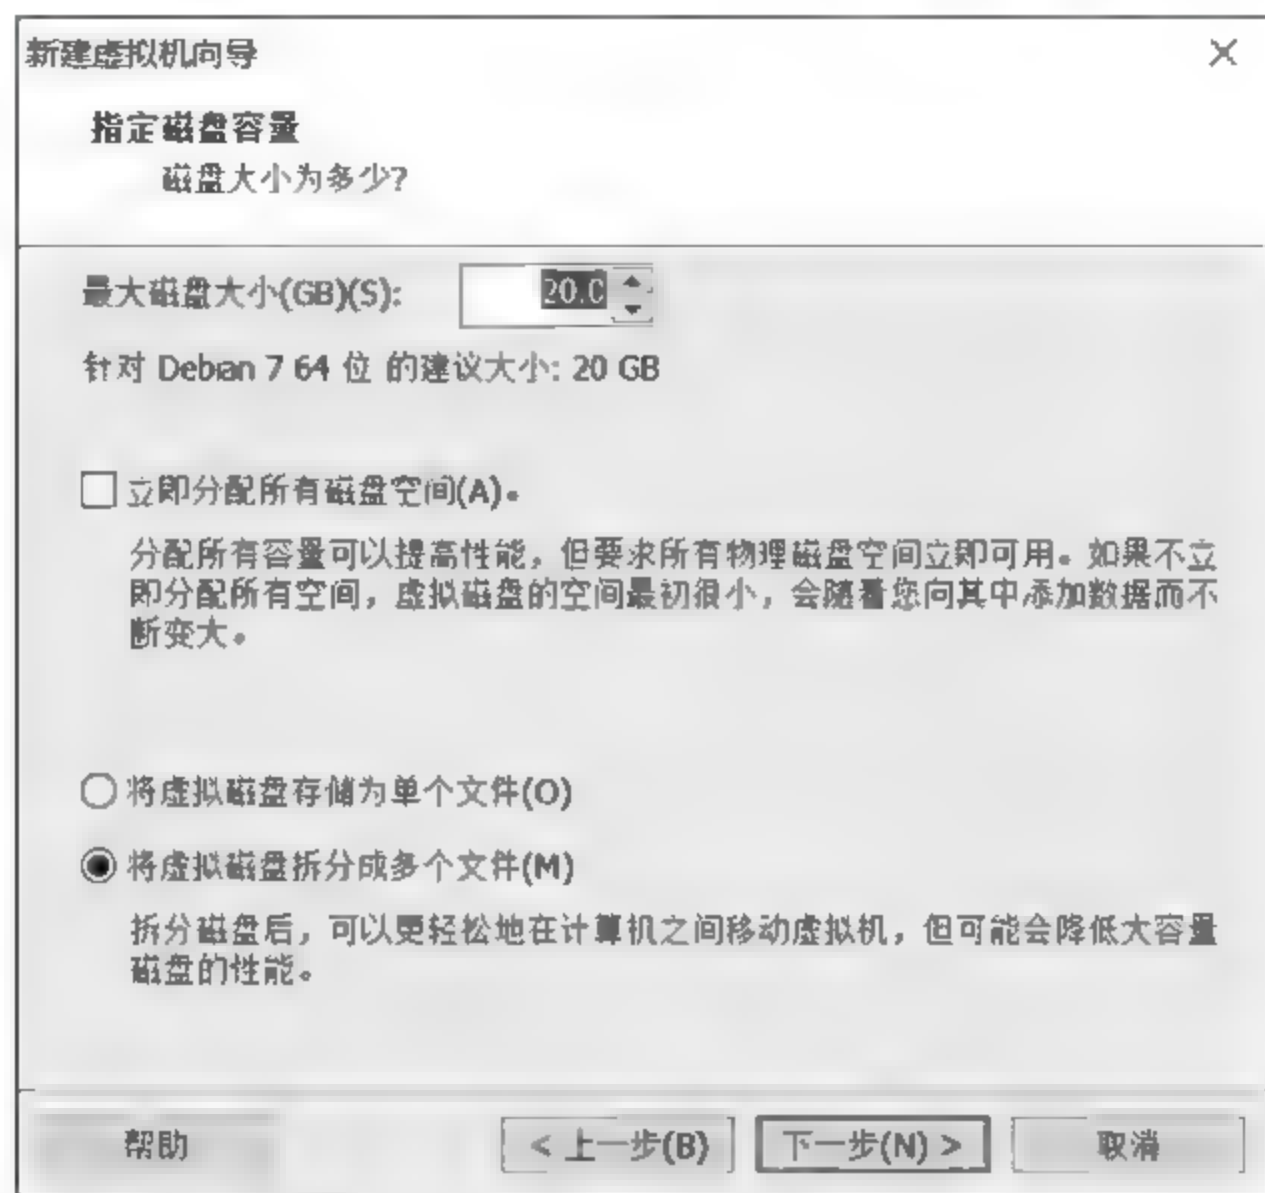 新建虚拟机向导
指定磁盘容量
磁盘大小为多少?
最大磁盘大小(GB)(S):
20.0
针对 Debian 7 64 位 的建议大小: 20 GB
立即分配所有磁盘空间(A)。
分配所有容量可以提高性能，但要求所有物理磁盘空间立即可用。如果不立
即分配所有空间，虚拟磁盘的空间最初很小，会随着您向其中添加数据而不
断变大。
将虚拟磁盘存储为单个文件(O)
将虚拟磁盘拆分成多个文件(M)
拆分磁盘后，可以更轻松地在计算机之间移动虚拟机，但可能会降低大容量
磁盘的性能。
帮助
< 上一步(B)
下一步(N) >
取消